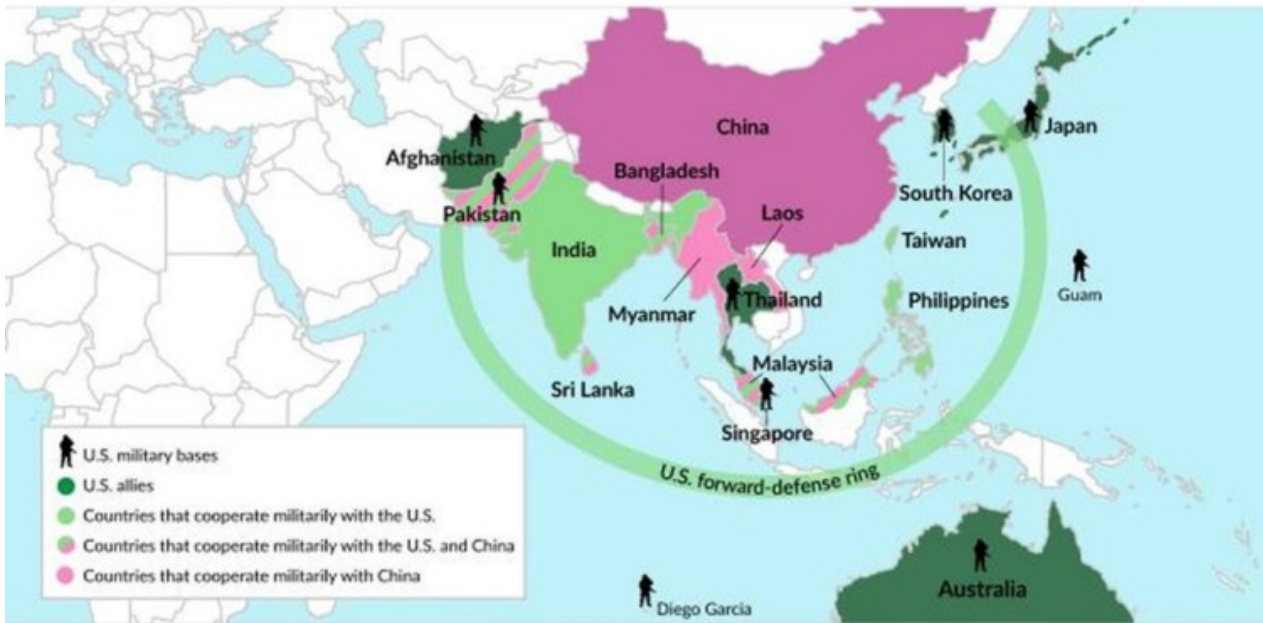 China
Japan
Afghanistan
Bangladesh
South Korea
Pakistan
Laos
Taiwan
India
Guam
Thailand
Philippines
Myanmar
Malaysia
Sri Lanka
Singapore
U.S. forward-defense ring
U.S. military bases
U.S. allies
Countries that cooperate militarily with the U.S.
Countries that cooperate militarily with the U.S. and China
Countries that cooperate militarily with China
Australia
Diego Garcia